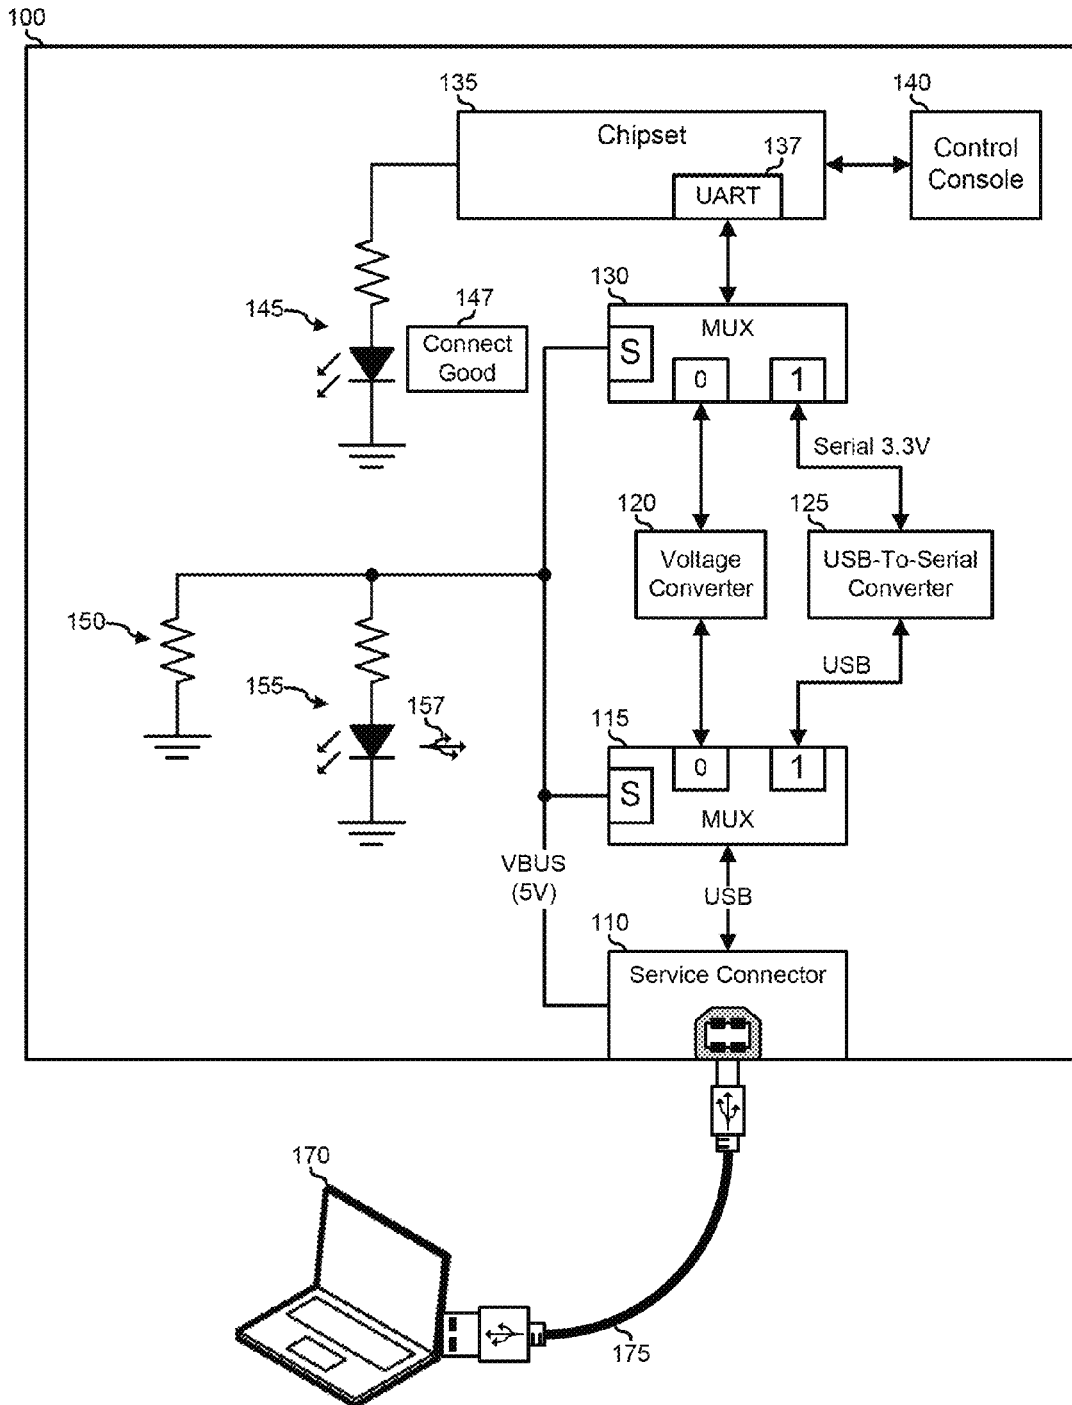 100
135
140
Chipset
137
Control
Console
UART
130
145
147
MUX
Connect
Good
S
0
1
Serial 3.3V
120
125
Voltage
Converter
USB-To-Serial
Converter
150
USB
155
157
115
0
1
S
MUX
VBUS
(5V)
USB
110
Service Connector
170
175